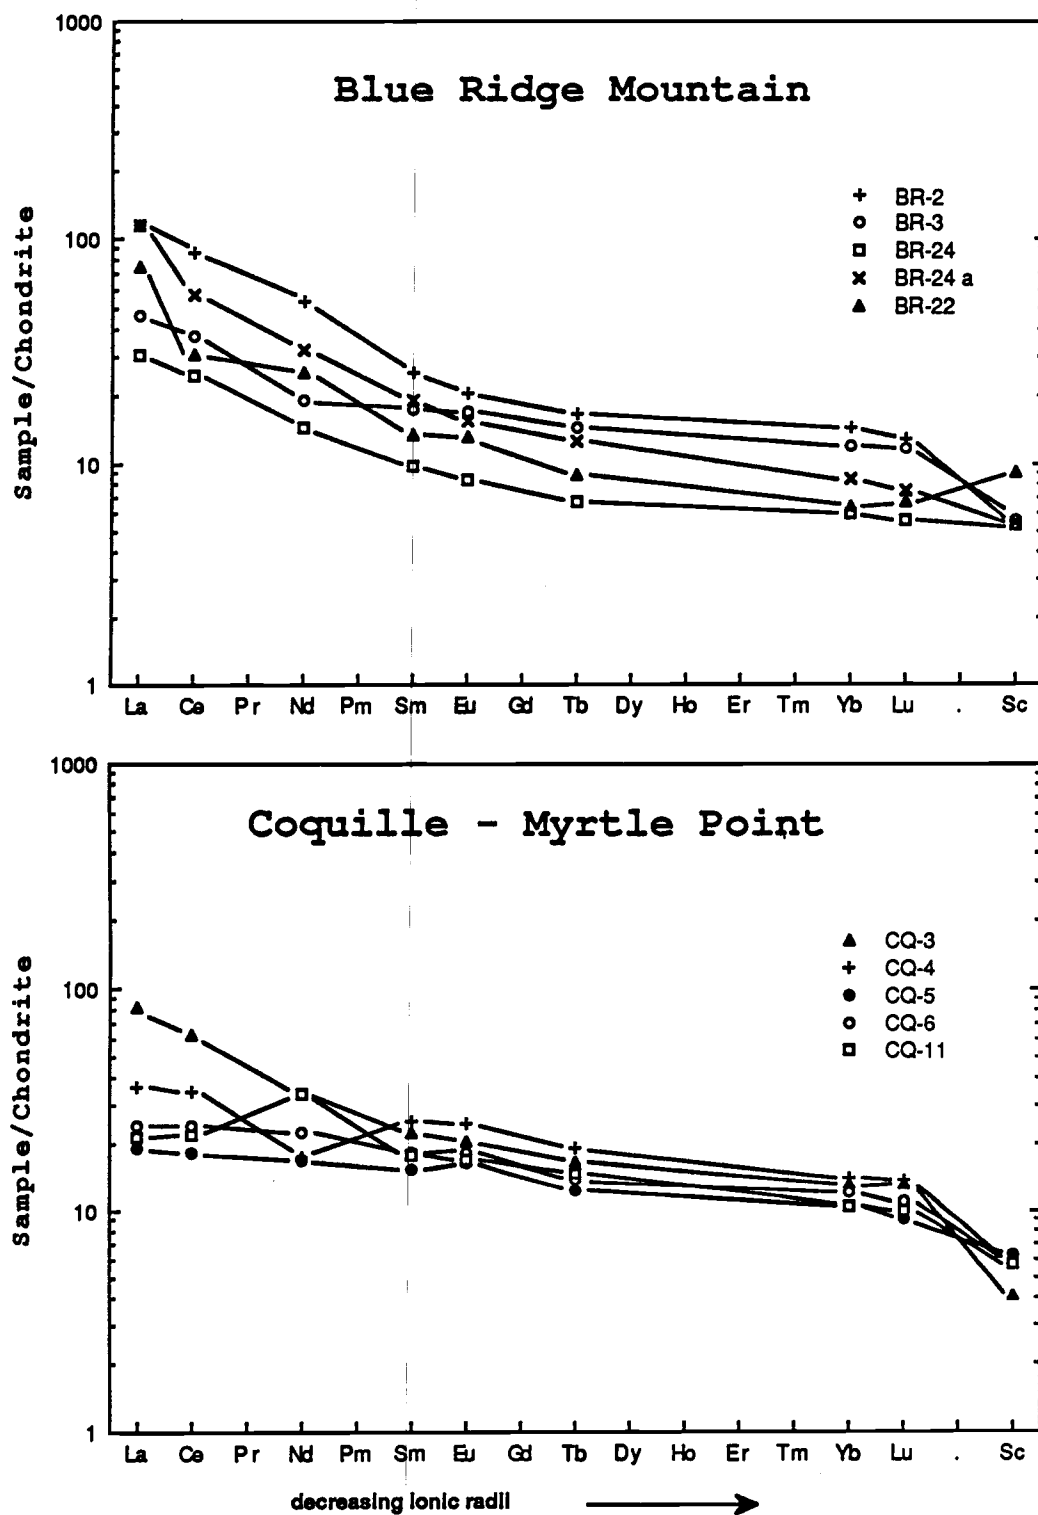 1000
Blue Ridge Mountain
BR-2
BR-3
BR-24
BR-24 a
BR-22
100
10
1
Sample/Chondrite
La Ce Pr Nd Pm Sm Eu Gd Tb Dy Ho Er Tm Yb Lu . Sc
1000
Coquille - Myrtle Point
CQ-3
CQ-4
CQ-5
CQ-6
CQ-11
100
10
1
Sample/Chondrite
La Ce Pr Nd Pm Sm Eu Gd Tb Dy Ho Er Tm Yb Lu . Sc
decreasing ionic radii